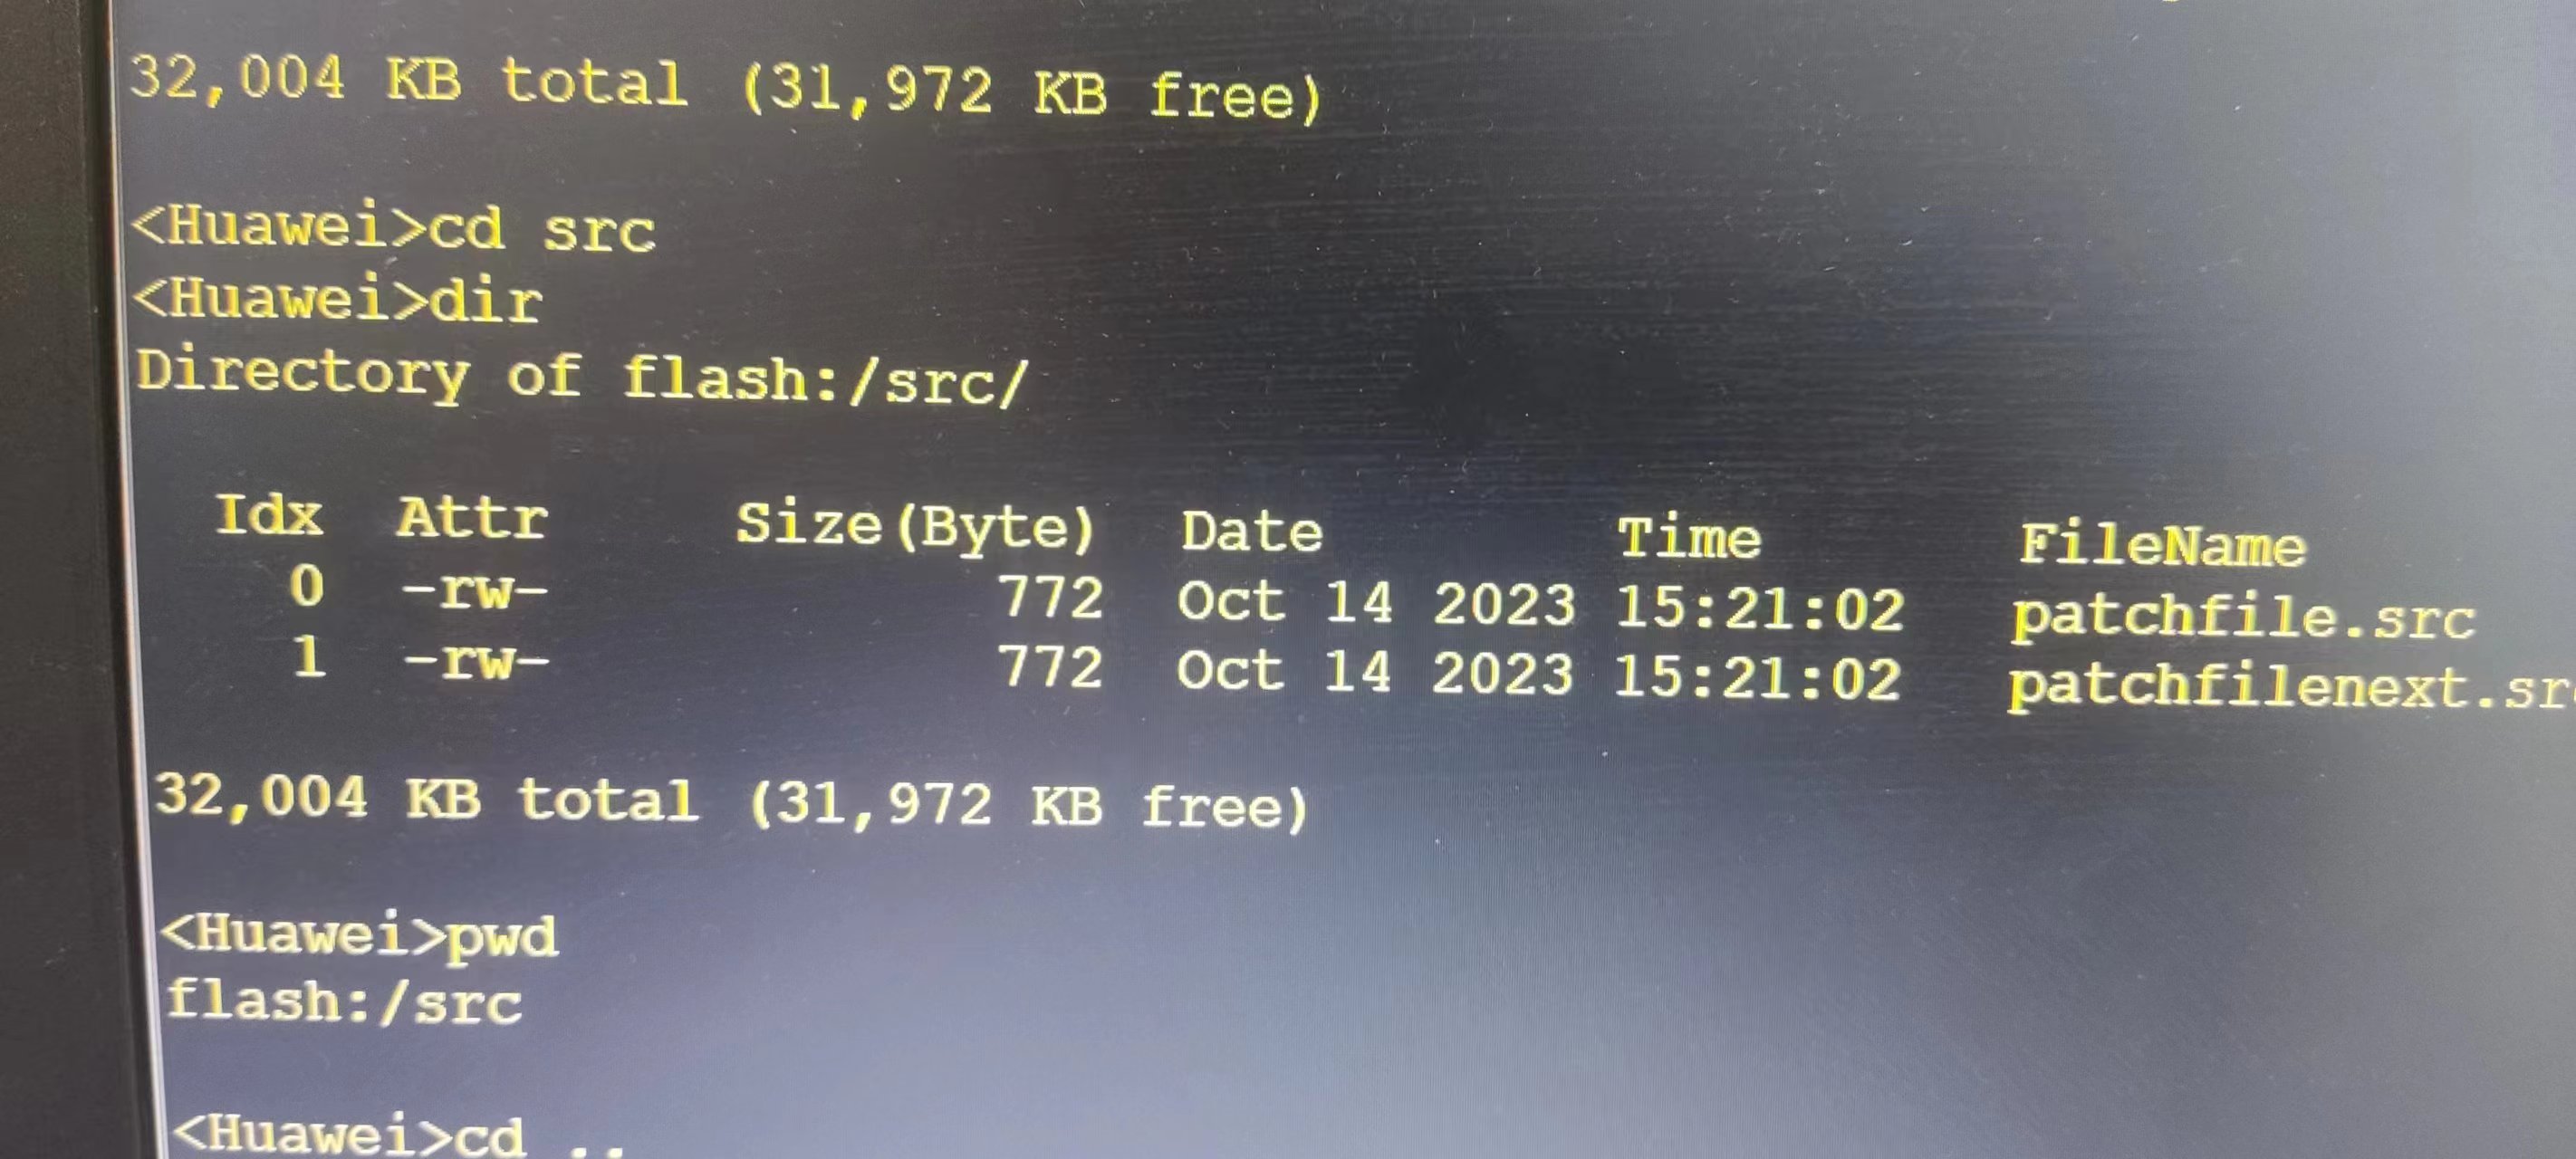 32,004 KB total (31,972 KB free)
<Huawei>cd src
<Huawei>dir
Directory of flash:/src/
Idx  Attr     Size(Byte)  Date        Time       FileName
0  -rw-            772  Oct 14 2023 15:21:02   patchfile.src
1  -rw-            772  Oct 14 2023 15:21:02   patchfilenext.sr
32,004 KB total (31,972 KB free)
<Huawei>pwd
flash:/src
<Huawei>cd ..